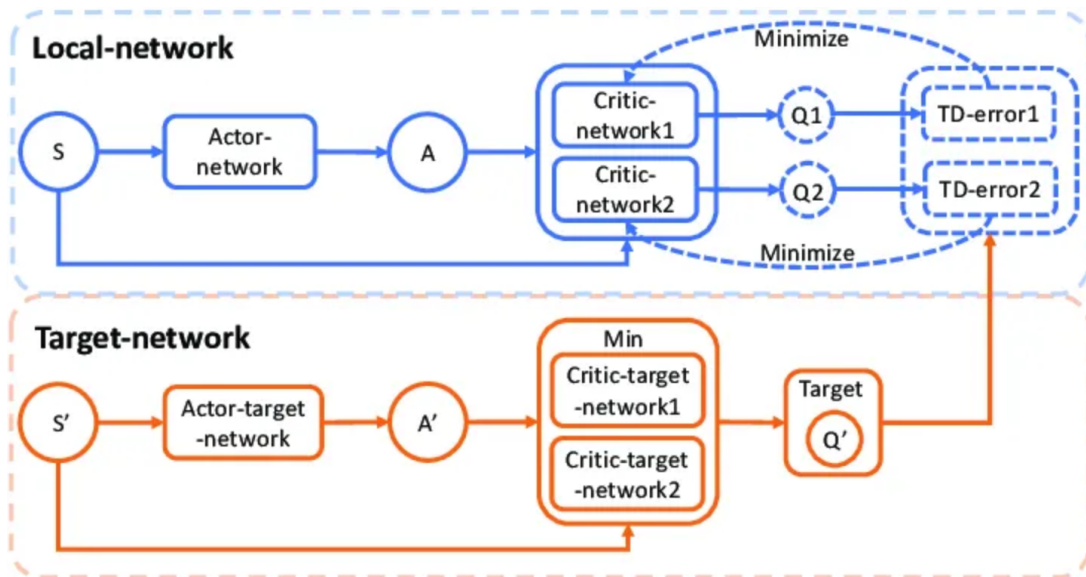 Local-network
Minimize
S
Actor-
network
A
Critic-
network1
Critic-
network2
Q1
Q2
TD-error1
TD-error2
Minimize
Target-network
S’
Actor-target
-network
A’
Min
Critic-target
-network1
Critic-target
-network2
Target
Q’